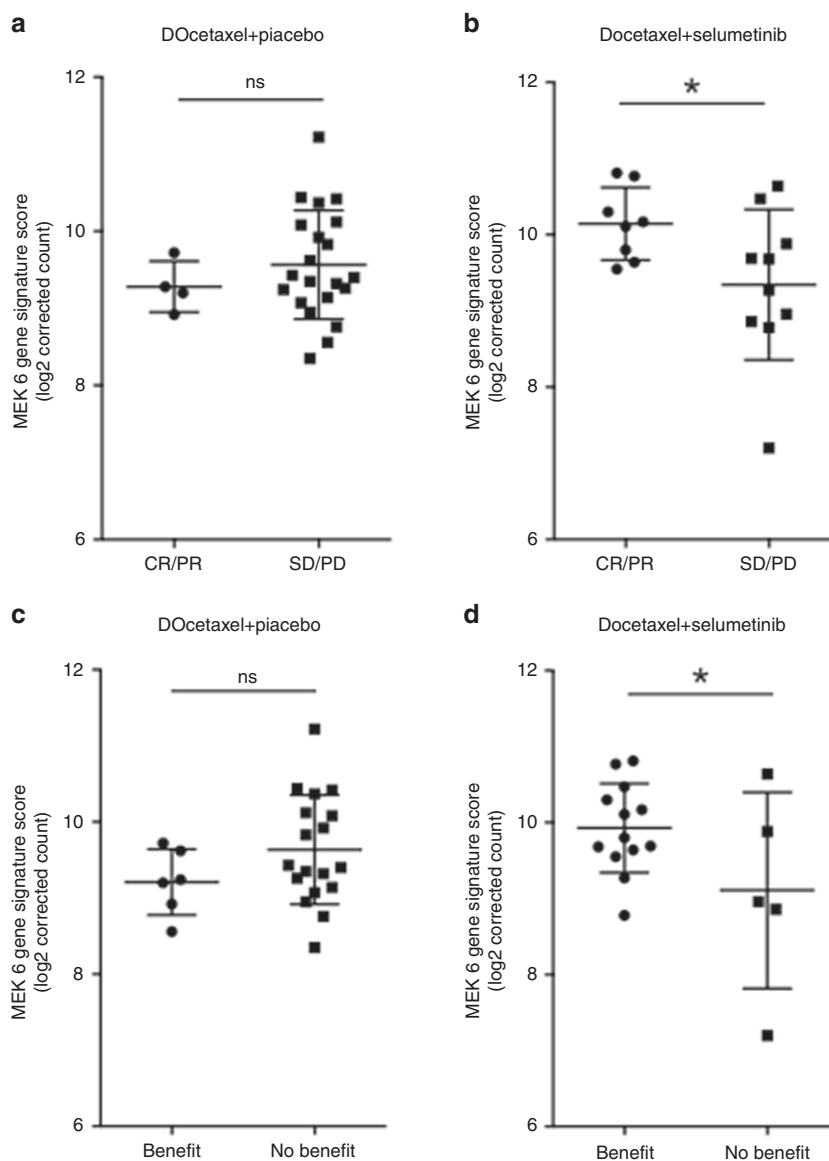 a
DOcetaxel+piacebo
ns
12
10
8
6
MEK 6 gene signature score
(log2 corrected count)
CR/PR
SD/PD
b
Docetaxel+selumetinib
*
12
10
8
6
MEK 6 gene signature score
(log2 corrected count)
CR/PR
SD/PD
c
DOcetaxel+piacebo
ns
12
10
8
6
MEK 6 gene signature score
(log2 corrected count)
Benefit
No benefit
d
Docetaxel+selumetinib
*
12
10
8
6
MEK 6 gene signature score
(log2 corrected count)
Benefit
No benefit